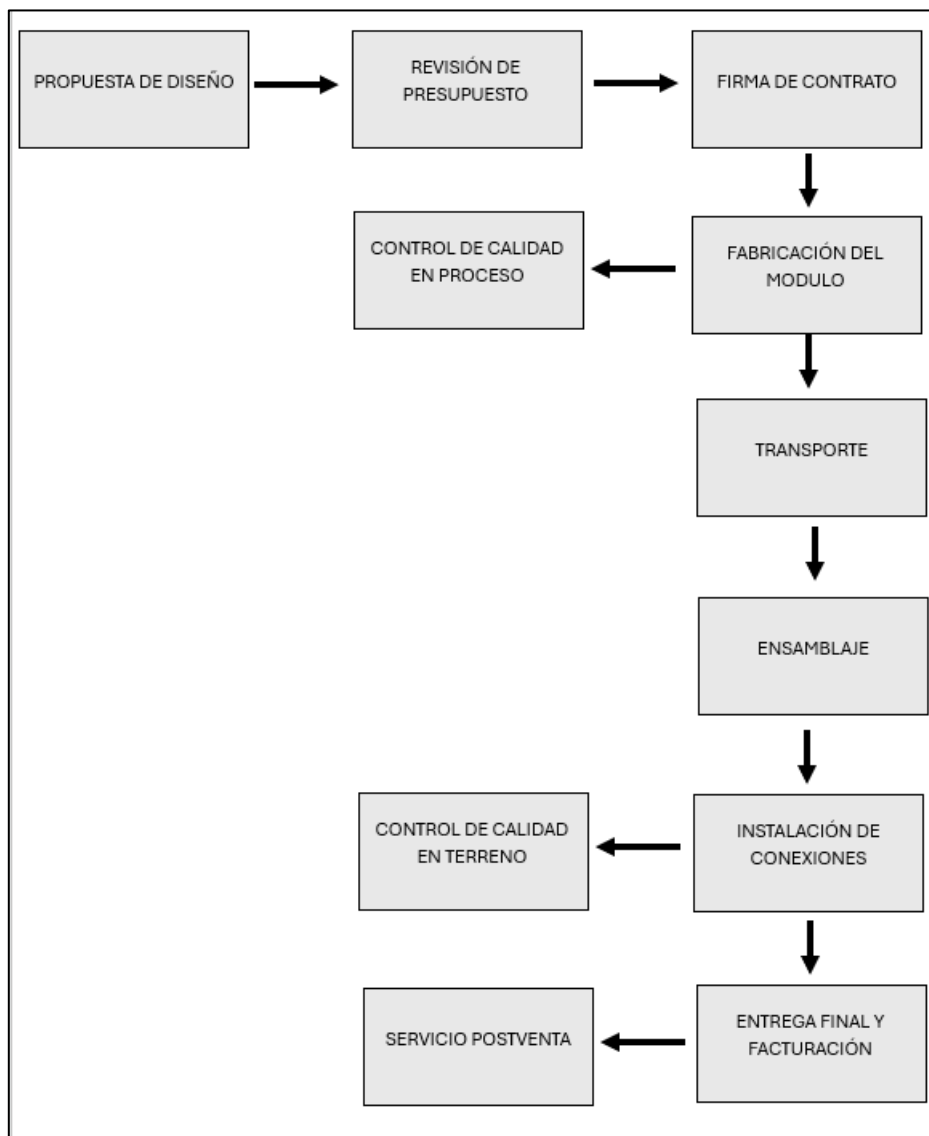 PROPUESTA DE DISEÑO
REVISIÓN DE
PRESUPUESTO
FIRMA DE CONTRATO
CONTROL DE CALIDAD
EN PROCESO
FABRICACIÓN DEL
MODULO
TRANSPORTE
ENSAMBLAJE
CONTROL DE CALIDAD
EN TERRENO
INSTALACIÓN DE
CONEXIONES
SERVICIO POSTVENTA
ENTREGA FINAL Y
FACTURACIÓN